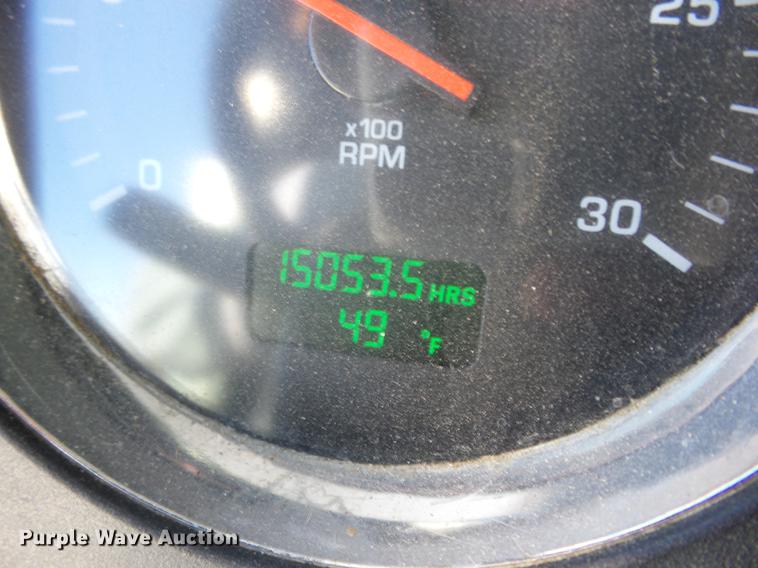 25
x100
RPM
0
30
15053.5 HRS
49 °F
Purple Wave Auction®